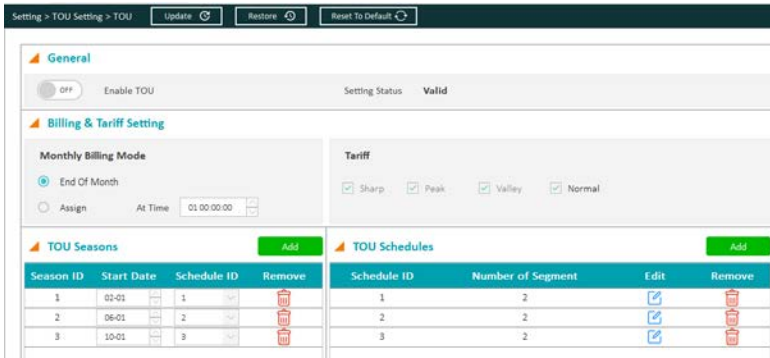 Setting > TOU Setting > TOU Update Restore Reset To Default
General
OFF Enable TOU Setting Status Valid
Billing & Tariff Setting
Monthly Billing Mode Tariff
End Of Month
Sharp Peak Valley Normal
Assign At Time 01 00:00:00
TOU Seasons Add TOU Schedules Add
Season ID Start Date Schedule ID Remove Schedule ID Number of Segment Edit Remove
1 02-01 1 1 2
2 06-01 2 2 2
3 10-01 3 3 2